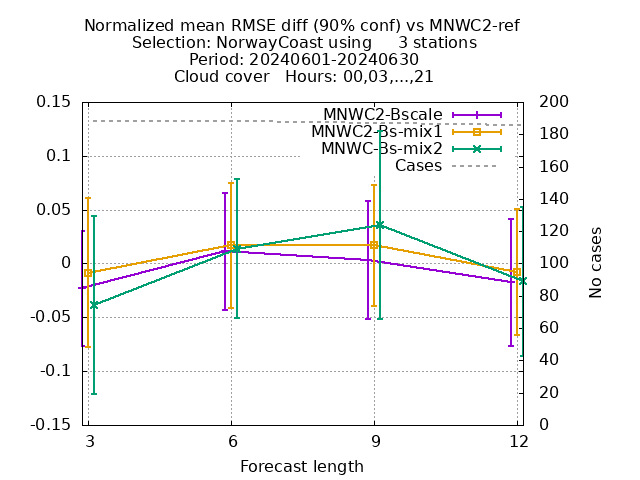 Normalized mean RMSE diff (90% conf) vs MNWC2-ref
Selection: NorwayCoast using     3 stations
Period: 20240601-20240630
Cloud cover   Hours: 00,03,...,21
MNWC2-Bscale
MNWC2-Bs-mix1
MNWC-Bs-mix2
Cases
0.15
0.1
0.05
0
-0.05
-0.1
-0.15
200
180
160
140
120
100
80
60
40
20
0
No cases
3 6 9 12
Forecast length